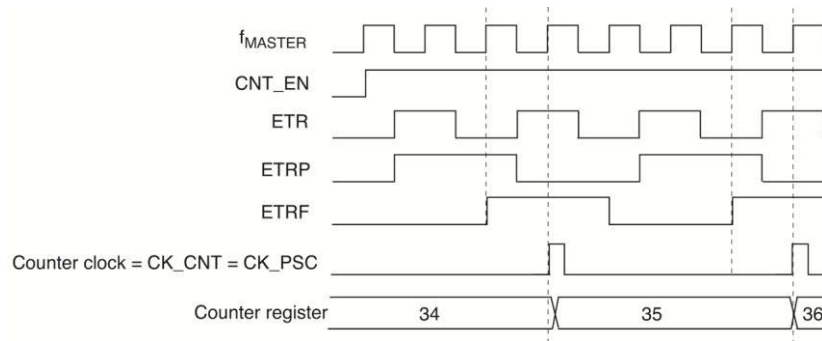 fMASTER
CNT_EN
ETR
ETRP
ETRF
Counter clock = CK_CNT = CK_PSC
Counter register 34 35 36